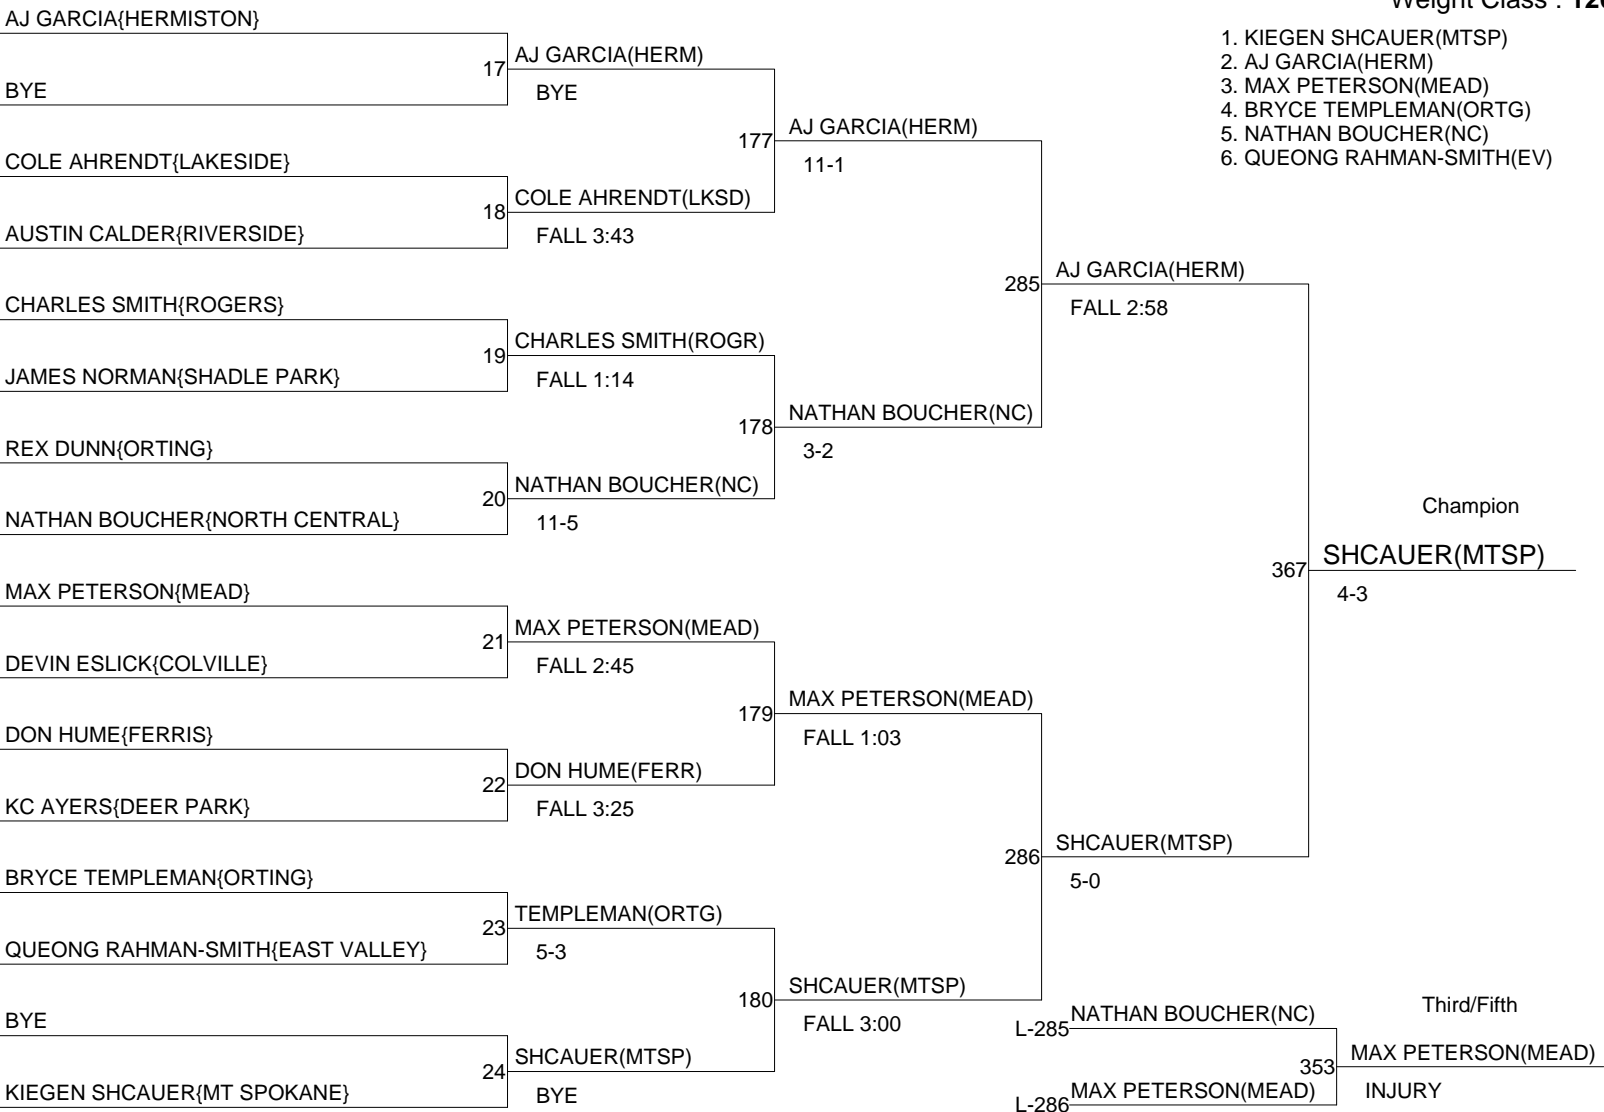 AJ GARCIA{HERMISTON}
Weight Class :
1. KIEGEN SHCAUER(MTSP)
2. AJ GARCIA(HERM)
3. MAX PETERSON(MEAD)
4. BRYCE TEMPLEMAN(ORTG)
5. NATHAN BOUCHER(NC)
6. QUEONG RAHMAN-SMITH(EV)
17 AJ GARCIA(HERM)
BYE
BYE
177 AJ GARCIA(HERM)
11-1
COLE AHRENDT{LAKESIDE}
18 COLE AHRENDT(LKSD)
FALL 3:43
AUSTIN CALDER{RIVERSIDE}
285 AJ GARCIA(HERM)
FALL 2:58
CHARLES SMITH{ROGERS}
19 CHARLES SMITH(ROGR)
FALL 1:14
JAMES NORMAN{SHADLE PARK}
178 NATHAN BOUCHER(NC)
3-2
REX DUNN{ORTING}
20 NATHAN BOUCHER(NC)
11-5
NATHAN BOUCHER{NORTH CENTRAL}
Champion
367 SHCAUER(MTSP)
4-3
MAX PETERSON{MEAD}
21 MAX PETERSON(MEAD)
FALL 2:45
DEVIN ESLICK{COLVILLE}
179 MAX PETERSON(MEAD)
FALL 1:03
DON HUME{FERRIS}
22 DON HUME(FERR)
FALL 3:25
KC AYERS{DEER PARK}
286 SHCAUER(MTSP)
5-0
BRYCE TEMPLEMAN{ORTING}
23 TEMPLEMAN(ORTG)
5-3
QUEONG RAHMAN-SMITH{EAST VALLEY}
180 SHCAUER(MTSP)
FALL 3:00
BYE
24 SHCAUER(MTSP)
BYE
KIEGEN SHCAUER{MT SPOKANE}
Third/Fifth
L-285 NATHAN BOUCHER(NC)
353 MAX PETERSON(MEAD)
INJURY
L-286 MAX PETERSON(MEAD)